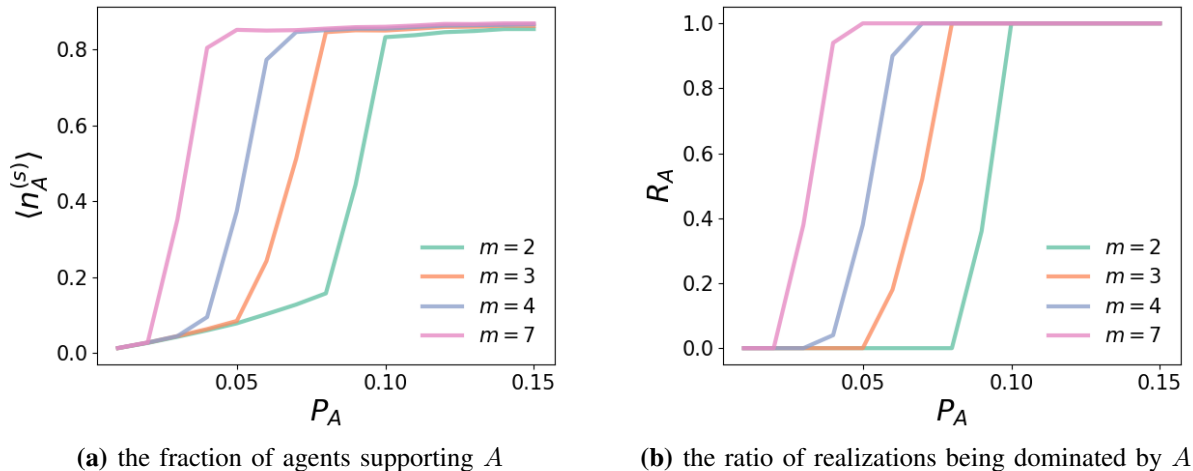 0.8
0.6
0.4
0.2
0.0
⟨n_A^(s)⟩
m = 2
m = 3
m = 4
m = 7
0.05 0.10 0.15
P_A
(a) the fraction of agents supporting A
1.0
0.8
0.6
0.4
0.2
0.0
R_A
m = 2
m = 3
m = 4
m = 7
0.05 0.10 0.15
P_A
(b) the ratio of realizations being dominated by A